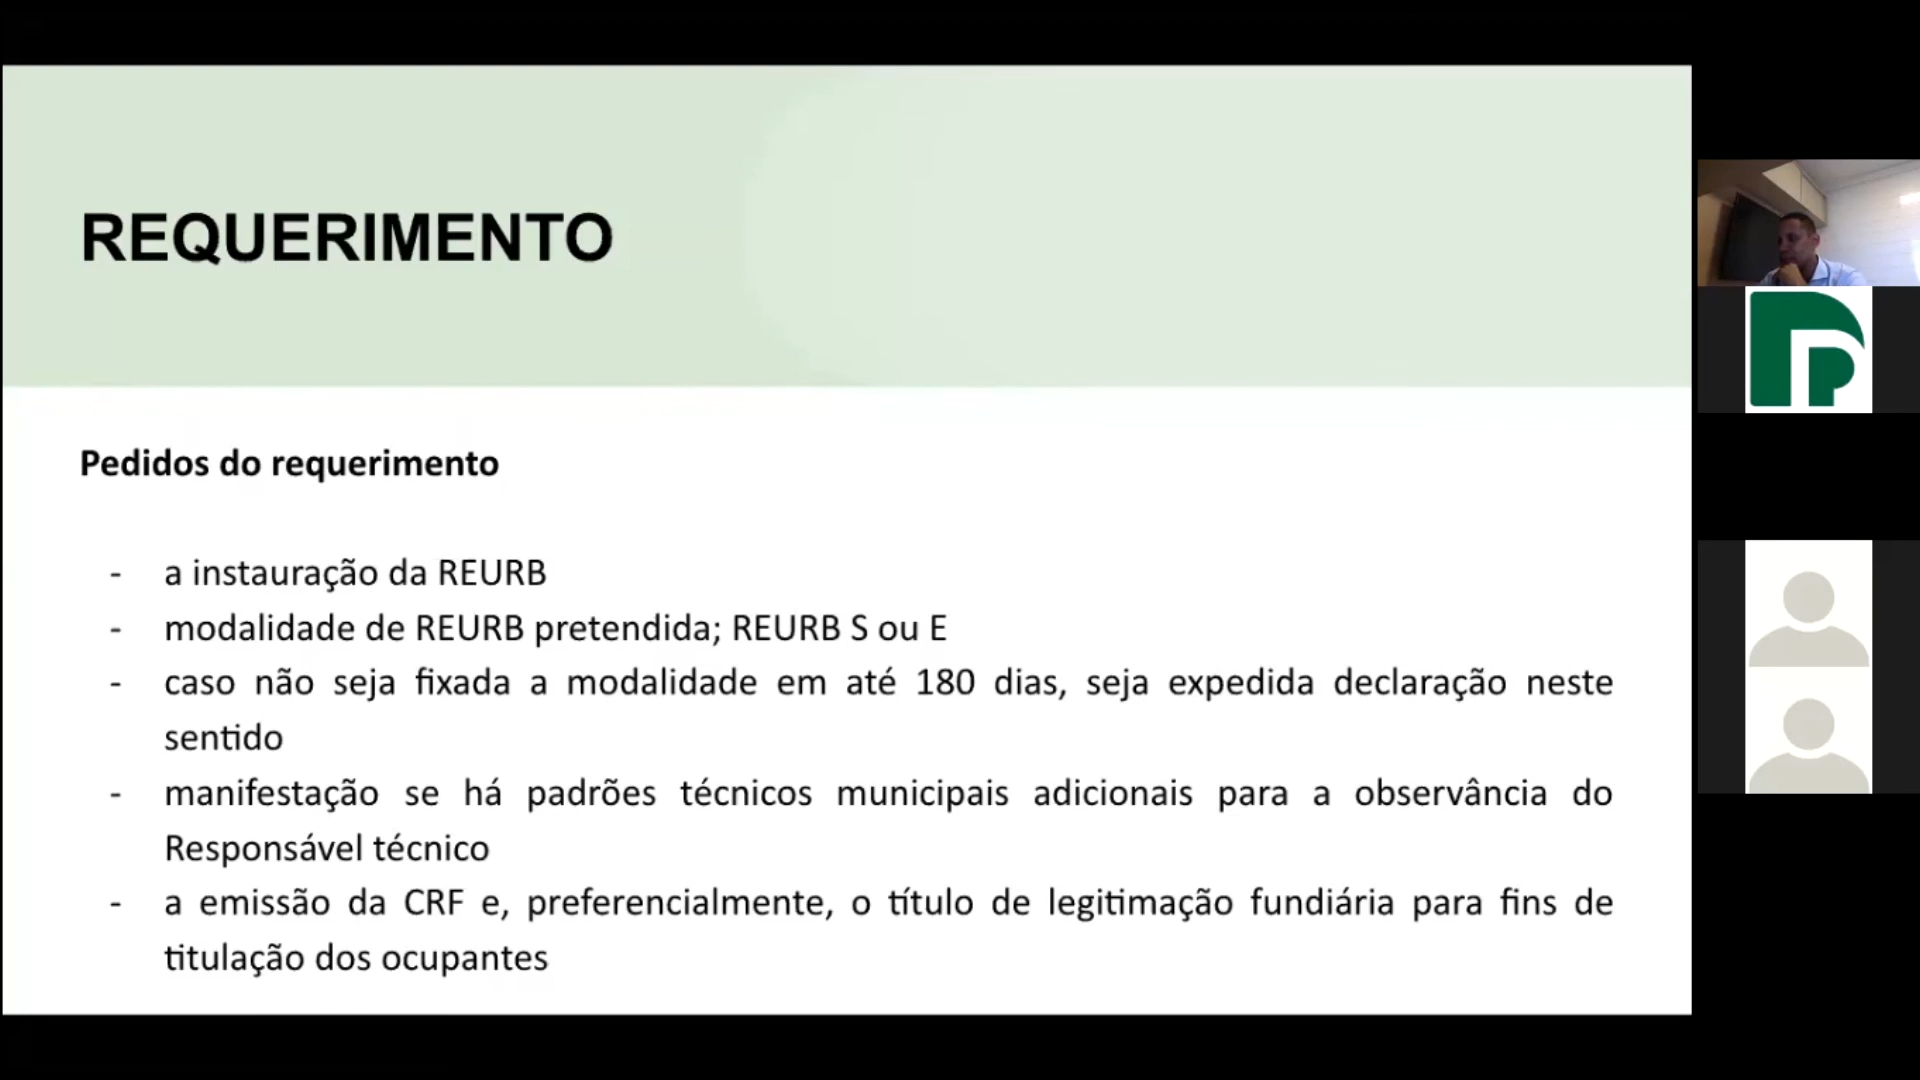 REQUERIMENTO
Pedidos do requerimento
- a instauração da REURB
- modalidade de REURB pretendida; REURB S ou E
- caso não seja fixada a modalidade em até 180 dias, seja expedida declaração neste
sentido
- manifestação se há padrões técnicos municipais adicionais para a observância do
Responsável técnico
- a emissão da CRF e, preferencialmente, o título de legitimação fundiária para fins de
titulação dos ocupantes